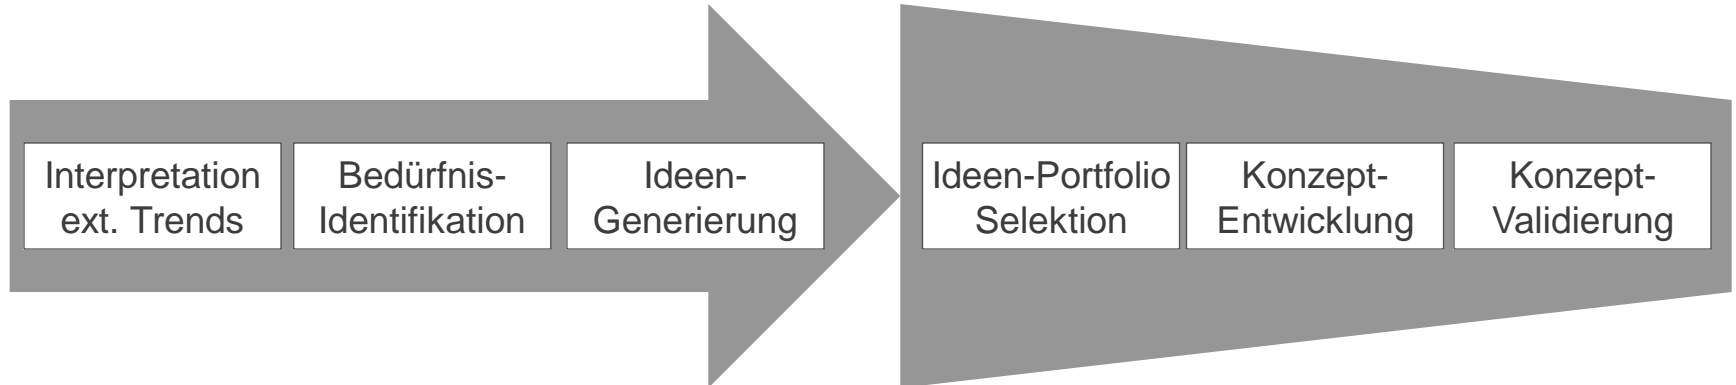 Interpretation
ext. Trends
Bedürfnis-
Identifikation
Ideen-
Generierung
Ideen-Portfolio
Selektion
Konzept-
Entwicklung
Konzept-
Validierung